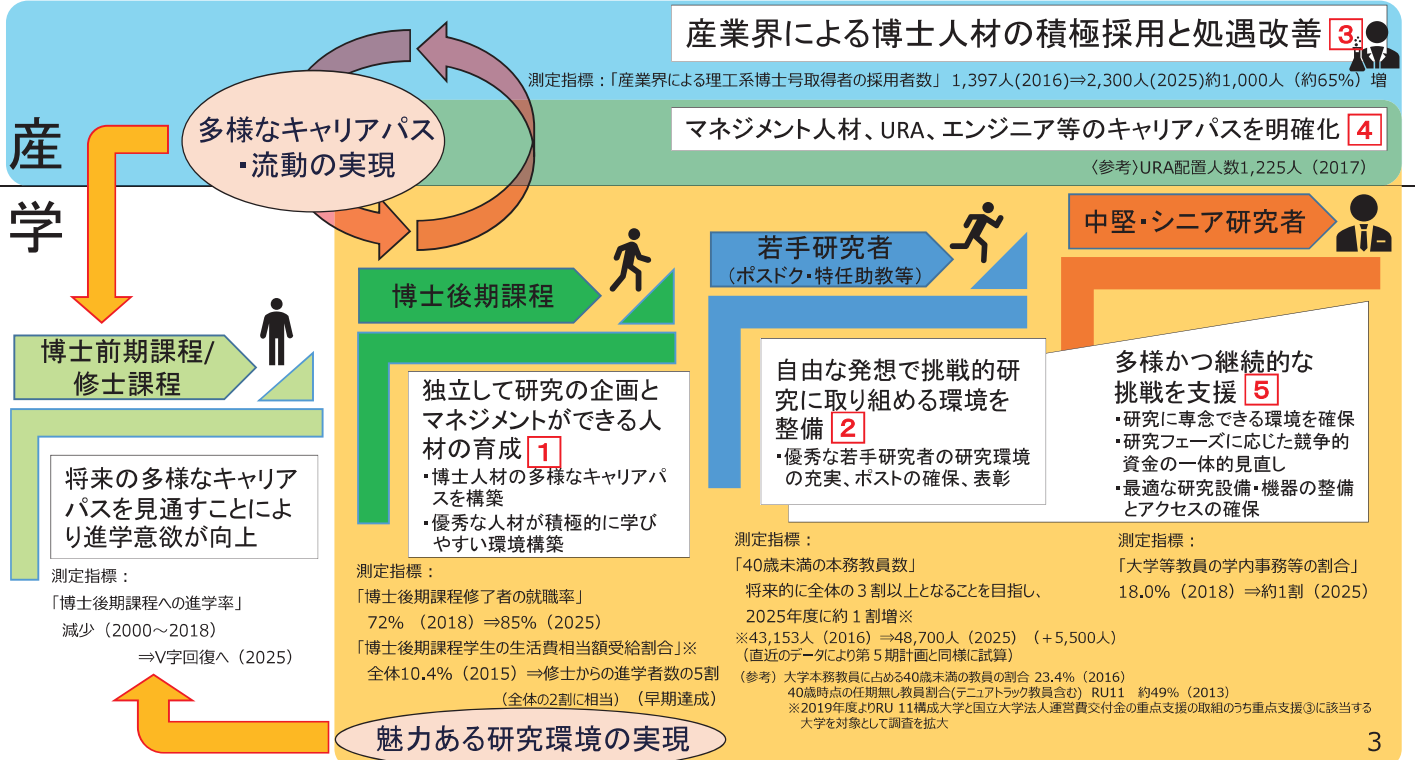 産業界による博士人材の積極採用と処遇改善 3
測定指標：「産業界による理工系博士号取得者の採用者数」 1,397人(2016)⇒2,300人(2025)約1,000人（約65%）増
多様なキャリアパス
・流動の実現
マネジメント人材、URA、エンジニア等のキャリアパスを明確化 4
〈参考〉URA配置人数1,225人（2017）
産
学
博士前期課程/
修士課程
将来の多様なキャリア
パスを見通すことによ
り進学意欲が向上
測定指標：
「博士後期課程への進学率」
減少（2000～2018）
⇒V字回復へ（2025）
博士後期課程
独立して研究の企画と
マネジメントができる人
材の育成 1
・博士人材の多様なキャリアパ
スを構築
・優秀な人材が積極的に学び
やすい環境構築
測定指標：
「博士後期課程修了者の就職率」
72%（2018）⇒85%（2025）
「博士後期課程学生の生活費相当額受給割合」※
全体10.4%（2015）⇒修士からの進学者数の5割
（全体の2割に相当）（早期達成）
若手研究者
（ポスドク・特任助教等）
自由な発想で挑戦的研
究に取り組める環境を
整備 2
・優秀な若手研究者の研究環境
の充実、ポストの確保、表彰
測定指標：
「40歳未満の本務教員数」
将来的に全体の３割以上となることを目指し、
2025年度に約１割増※
※43,153人（2016）⇒48,700人（2025）（+5,500人）
（直近のデータにより第５期計画と同様に試算）
（参考）大学本務教員に占める40歳未満の教員の割合 23.4%（2016）
40歳時点の任期無し教員割合(テニュアトラック教員含む) RU11 約49%（2013）
※2019年度よりRU 11構成大学と国立大学法人運営費交付金の重点支援の取組のうち重点支援③に該当する
大学を対象として調査を拡大
中堅・シニア研究者
多様かつ継続的な
挑戦を支援 5
・研究に専念できる環境を確保
・研究フェーズに応じた競争的
資金の一体的見直し
・最適な研究設備・機器の整備
とアクセスの確保
測定指標：
「大学等教員の学内事務等の割合」
18.0%（2018）⇒約1割（2025）
魅力ある研究環境の実現
3